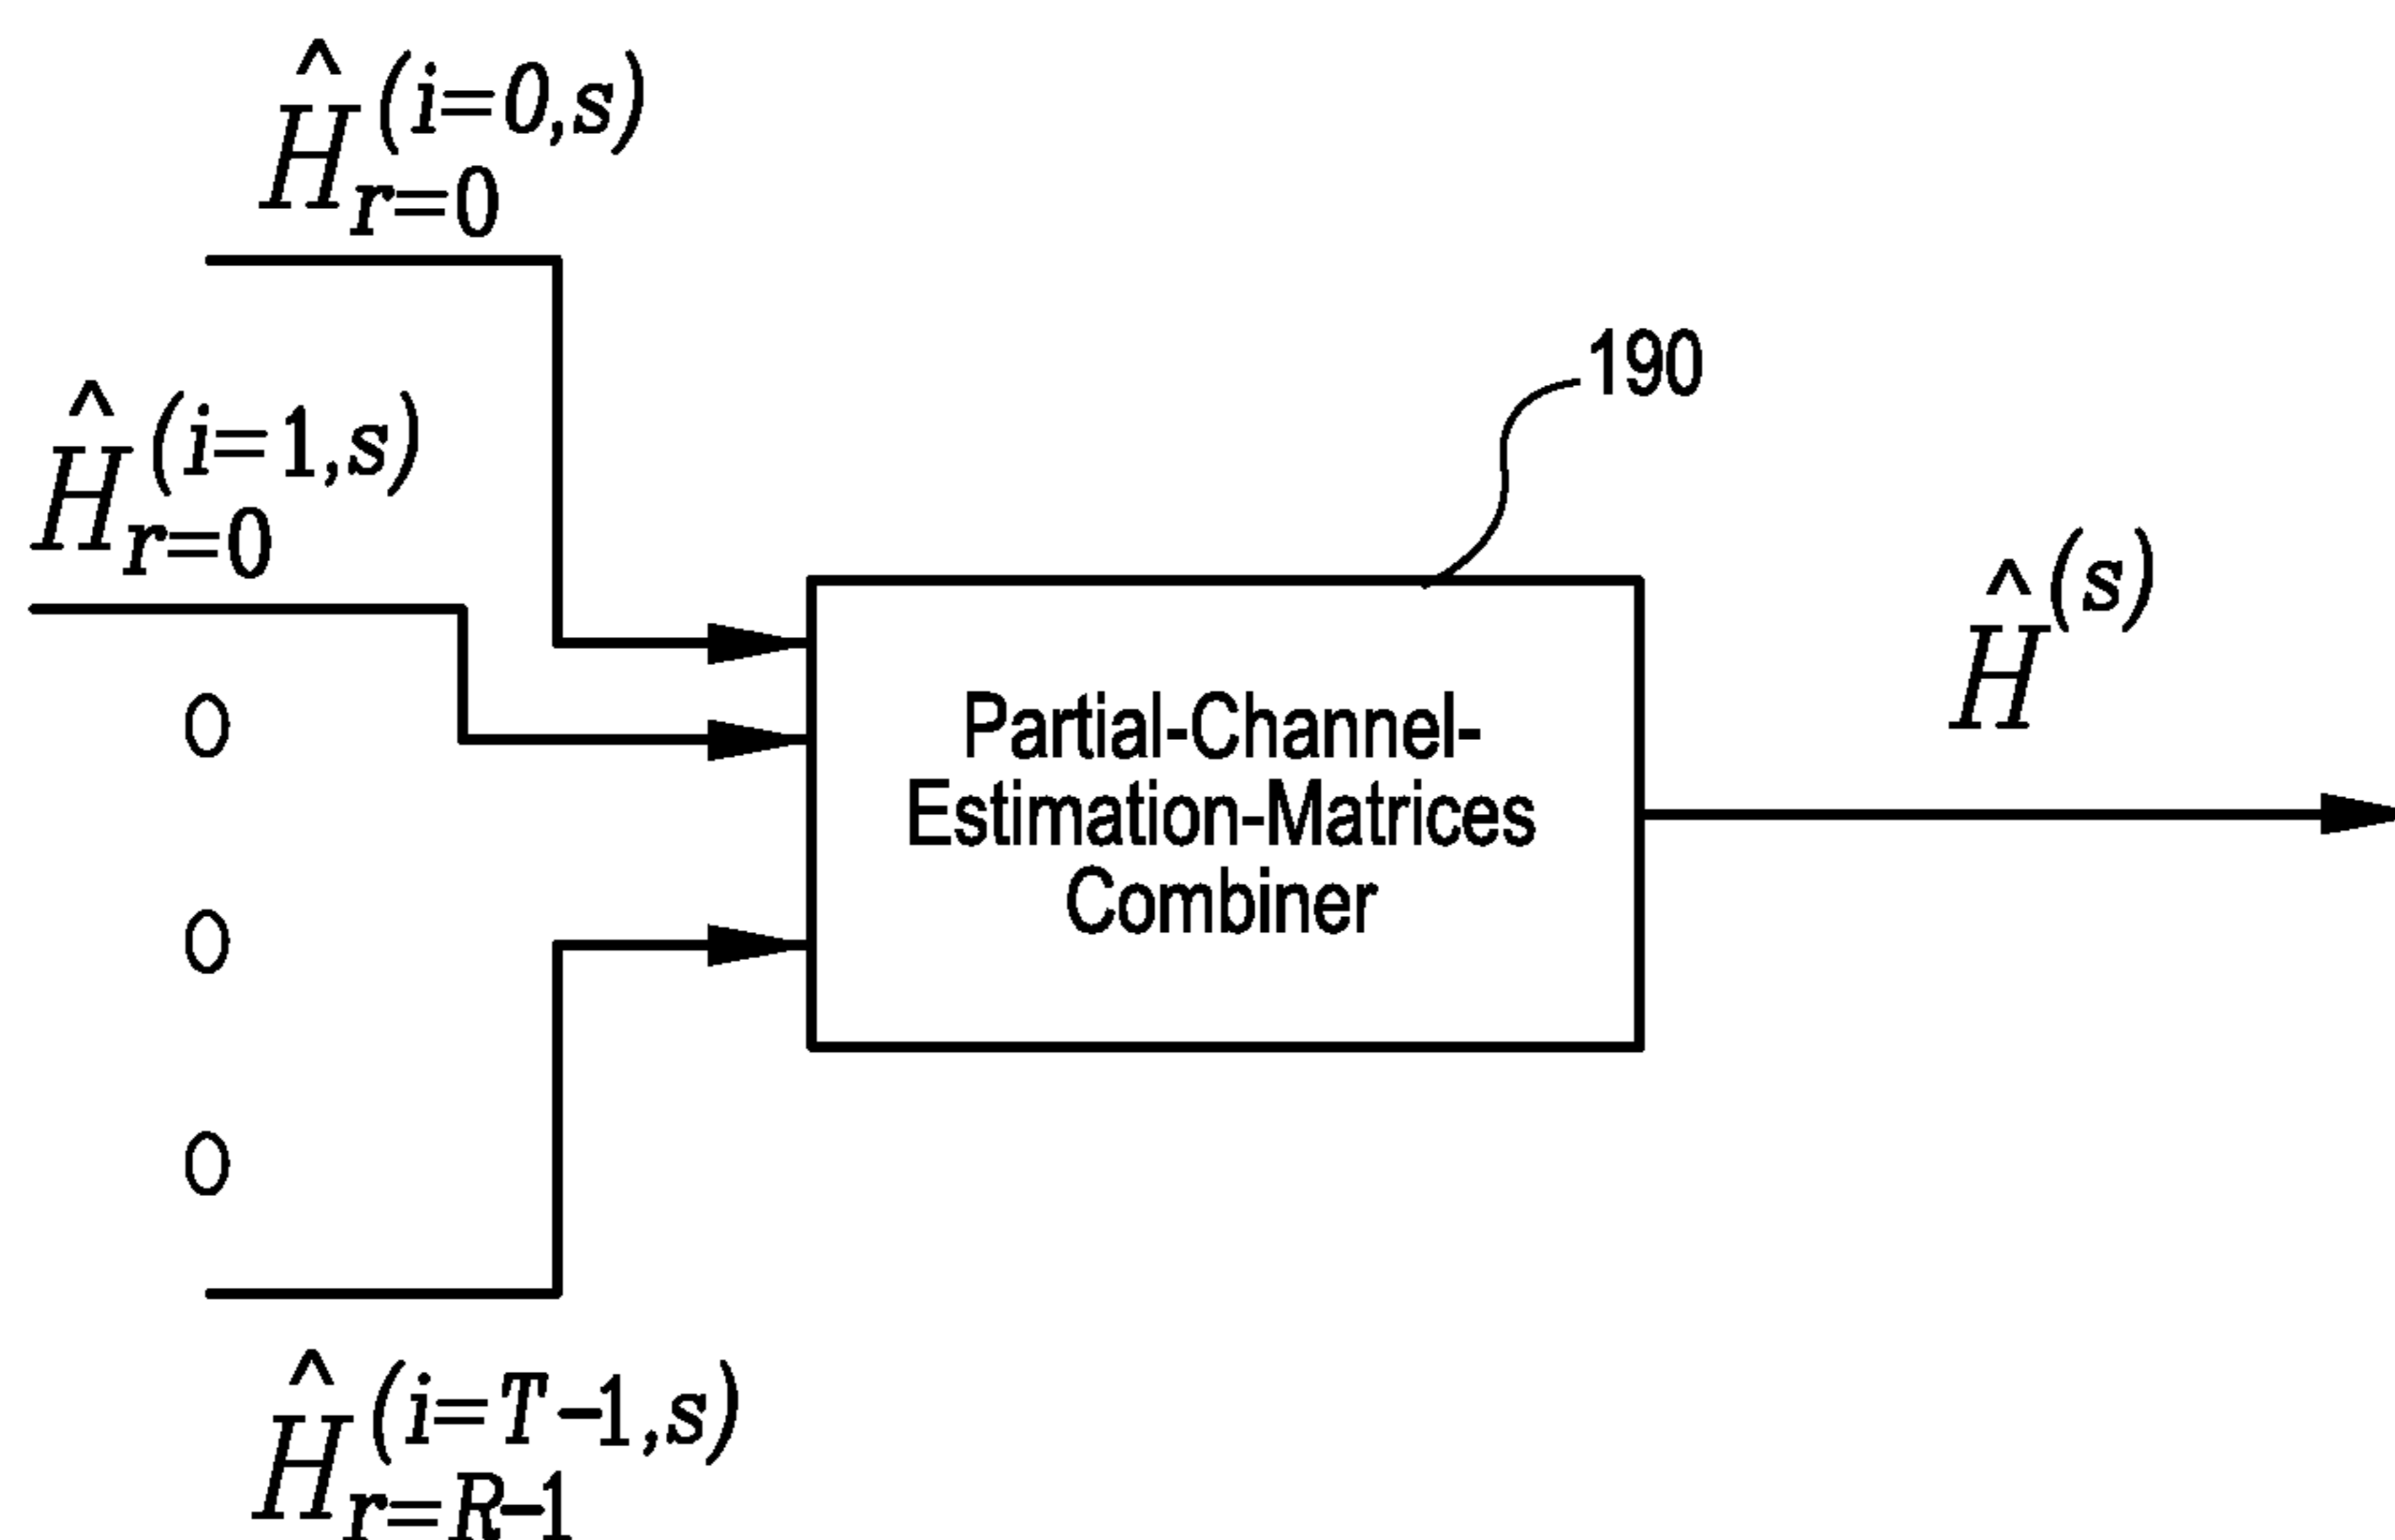 Ĥ_{r=0}^{(i=0,s)}
190
Ĥ_{r=0}^{(i=1,s)}
Ĥ^{(s)}
Partial-Channel-
Estimation-Matrices
Combiner
Ĥ_{r=R-1}^{(i=T-1,s)}